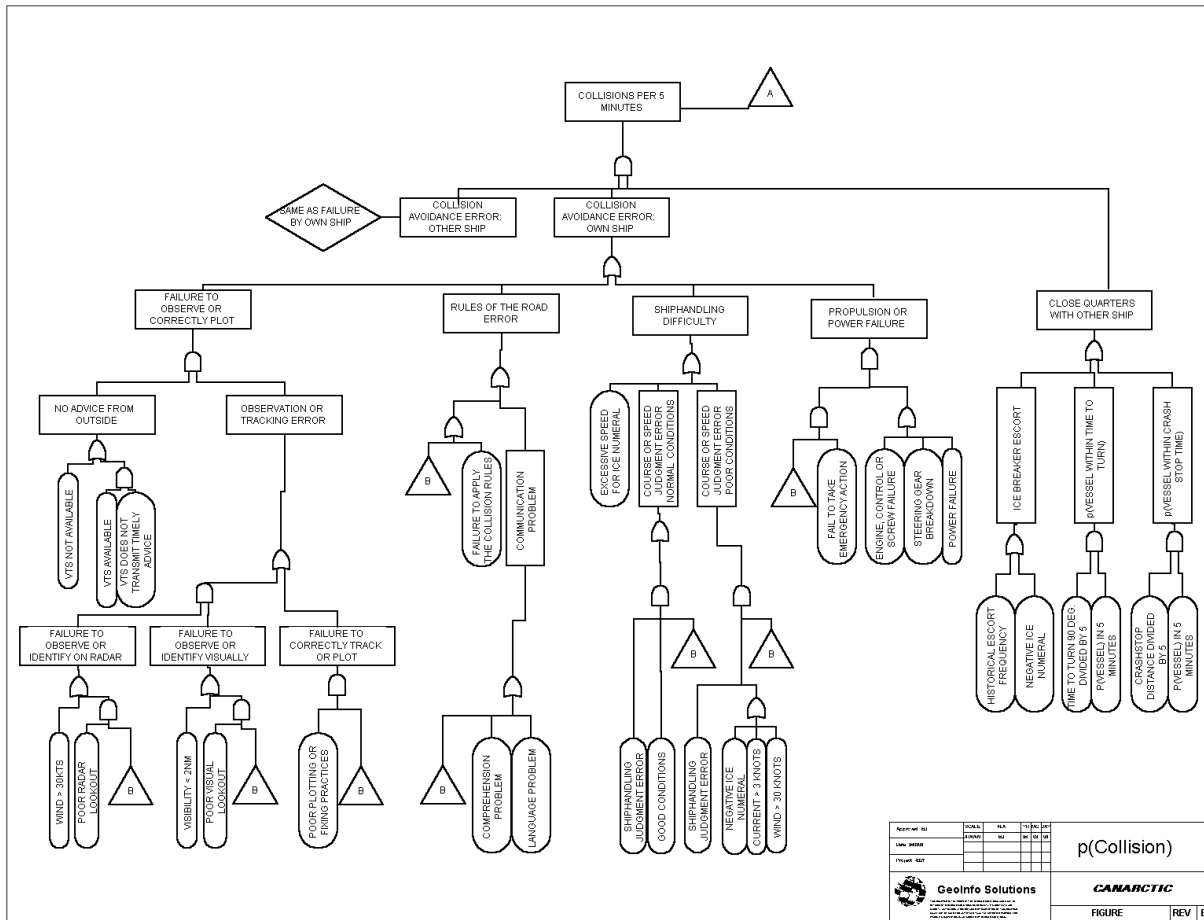 COLLISIONS PER 5
MINUTES
A
SAME AS FAILURE
BY OWN SHIP
COLLISION
AVOIDANCE ERROR:
OTHER SHIP
COLLISION
AVOIDANCE ERROR:
OWN SHIP
FAILURE TO
OBSERVE OR
CORRECTLY PLOT
RULES OF THE ROAD
ERROR
SHIPHANDLING
DIFFICULTY
PROPULSION OR
POWER FAILURE
CLOSE QUARTERS
WITH OTHER SHIP
NO ADVICE FROM
OUTSIDE
OBSERVATION OR
TRACKING ERROR
VTS NOT AVAILABLE
VTS AVAILABLE
VTS DOES NOT
TRANSMIT TIMELY
ADVICE
B
FAILURE TO APPLY
THE COLLISION RULES
COMMUNICATION
PROBLEM
EXCESSIVE SPEED
FOR ICE NUMERAL
COURSE OR SPEED
JUDGMENT ERROR
NORMAL CONDITIONS
COURSE OR SPEED
JUDGMENT ERROR
POOR CONDITIONS
B
FAIL TO TAKE
EMERGENCY ACTION
ENGINE, CONTROL OR
SCREW FAILURE
STEERING GEAR
BREAKDOWN
POWER FAILURE
ICE BREAKER ESCORT
p(VESSEL WITHIN TIME TO
TURN)
p(VESSEL WITHIN CRASH
STOP TIME)
FAILURE TO
OBSERVE OR
IDENTIFY ON RADAR
FAILURE TO
OBSERVE OR
IDENTIFY VISUALLY
FAILURE TO
CORRECTLY TRACK
OR PLOT
B
B
HISTORICAL ESCORT
FREQUENCY
NEGATIVE ICE
NUMERAL
TIME TO TURN 90 DEG.
DIVIDED BY 5
P(VESSEL) IN 5
MINUTES
CRASHSTOP
DISTANCE DIVIDED
BY 5
P(VESSEL) IN 5
MINUTES
WIND > 30KTS
POOR RADAR
LOOKOUT
B
VISIBILITY < 2NM
POOR VISUAL
LOOKOUT
B
POOR PLOTTING OR
FIXING PRACTICES
B
B
COMPREHENSION
PROBLEM
LANGUAGE PROBLEM
SHIPHANDLING
JUDGMENT ERROR
GOOD CONDITIONS
SHIPHANDLING
JUDGMENT ERROR
NEGATIVE ICE
NUMERAL
CURRENT > 3 KNOTS
WIND > 30 KNOTS
SCALE
p(Collision)
GeoInfo Solutions
CANARCTIC
FIGURE
REV